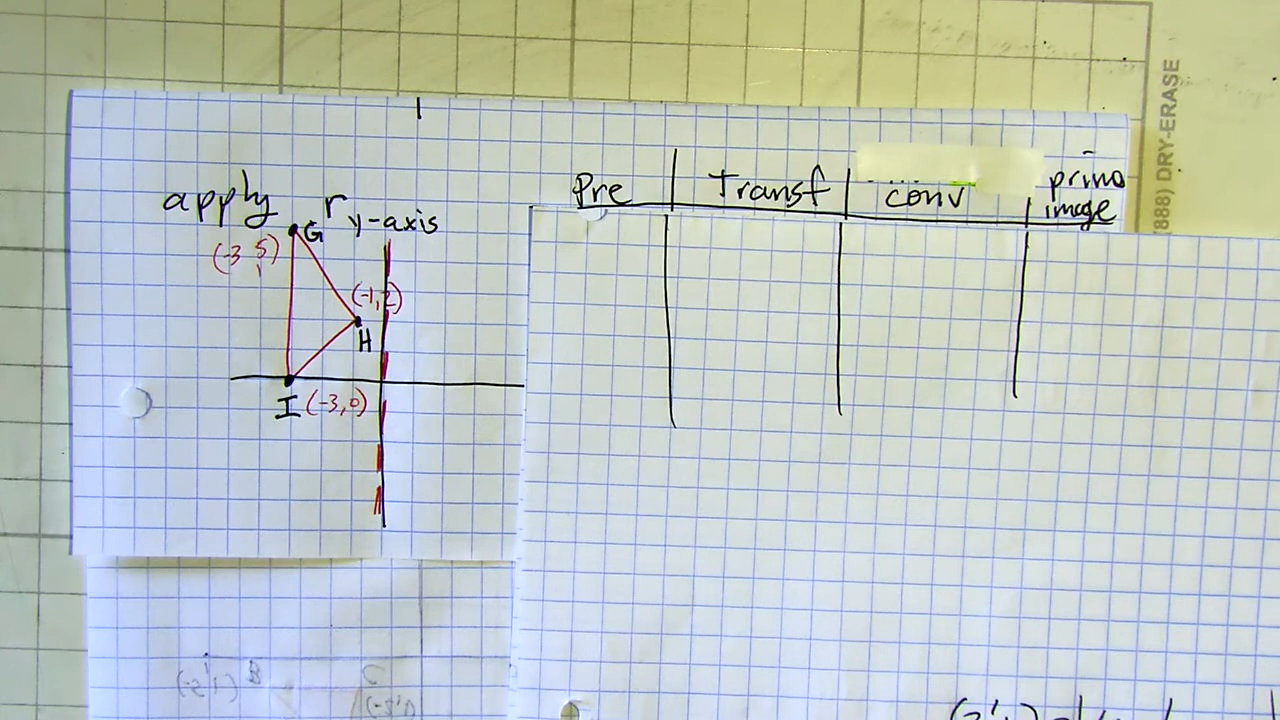 apply r y-axis
G
(-3, 5)
(-1, 2)
H
I (-3, 0)
Pre Transf conv prime
image
(888) DRY-ERASE
B C